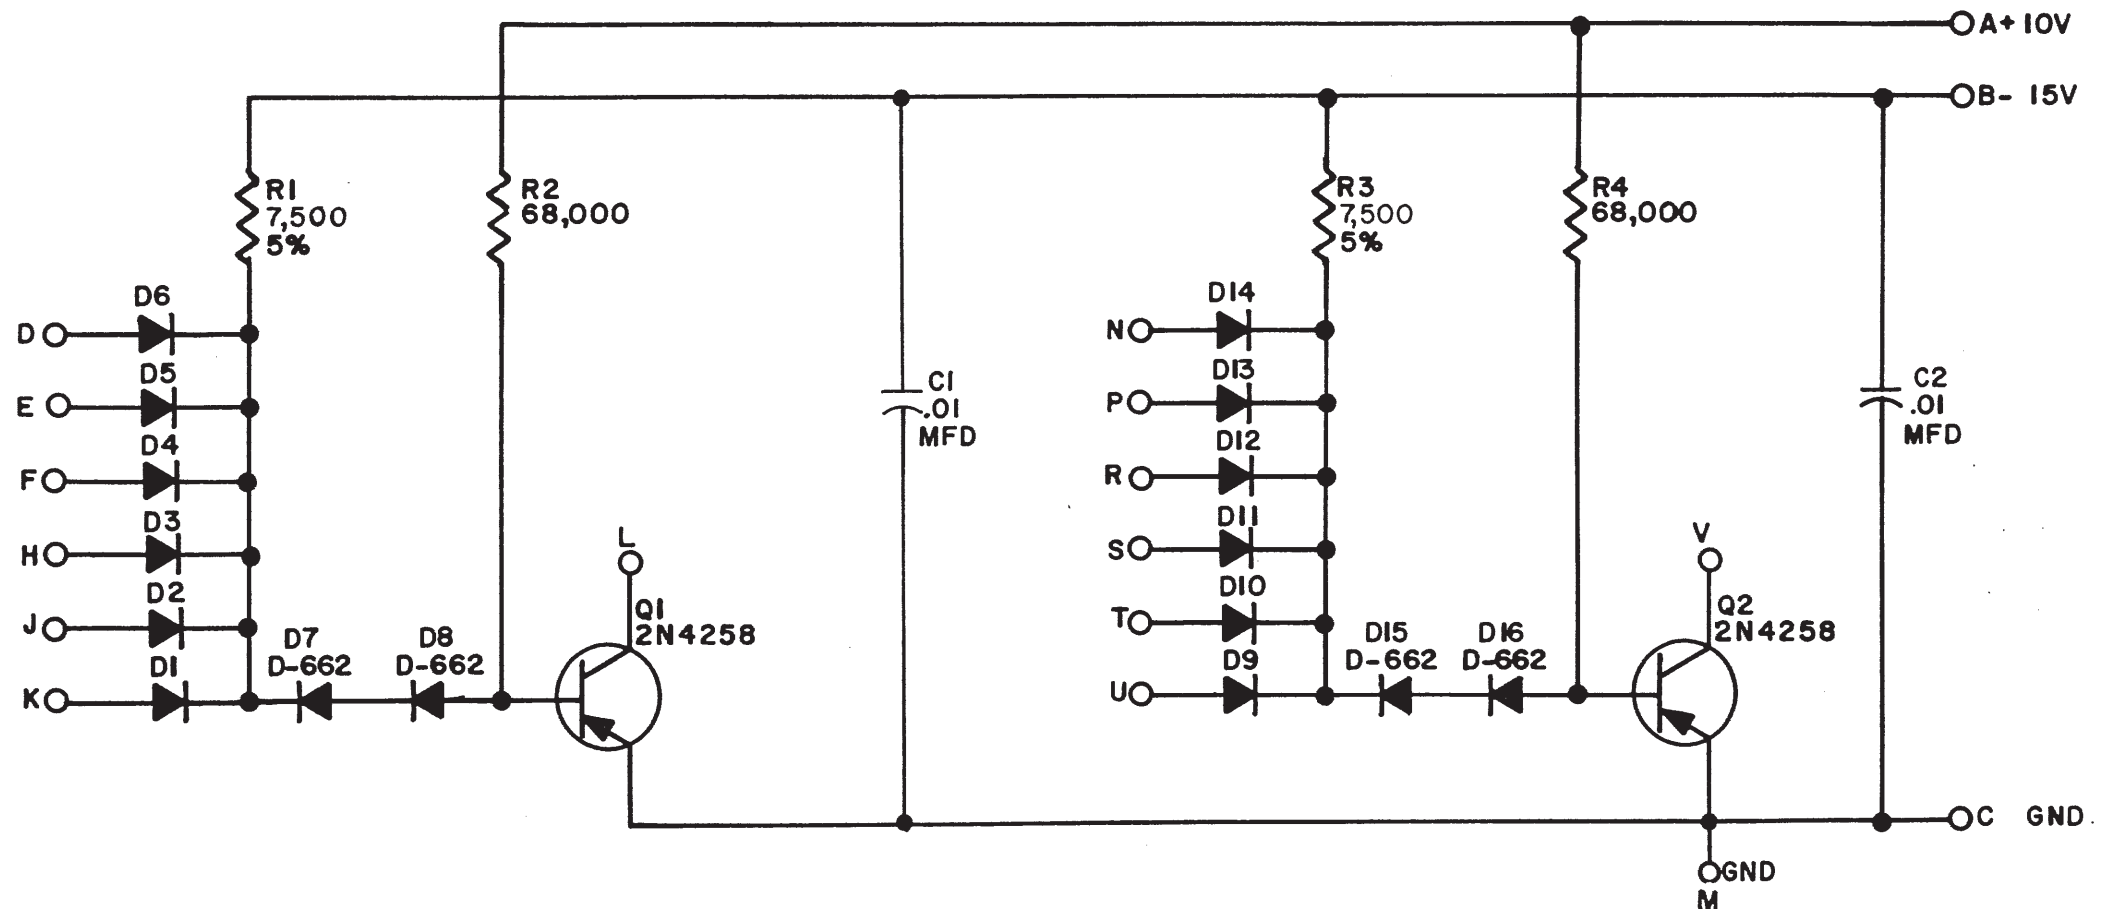 A+ 10V
B- 15V
R1
7,500
5%
R2
68,000
R3
7,500
5%
R4
68,000
D6
D
D5
E
D4
F
D3
H
D2
J
D1
K
D7
D-662
D8
D-662
L
Q1
2N4258
C1
.01
MFD
D14
N
D13
P
D12
R
D11
S
D10
T
D9
U
D15
D-662
D16
D-662
V
Q2
2N4258
C2
.01
MFD
C GND
GND
M